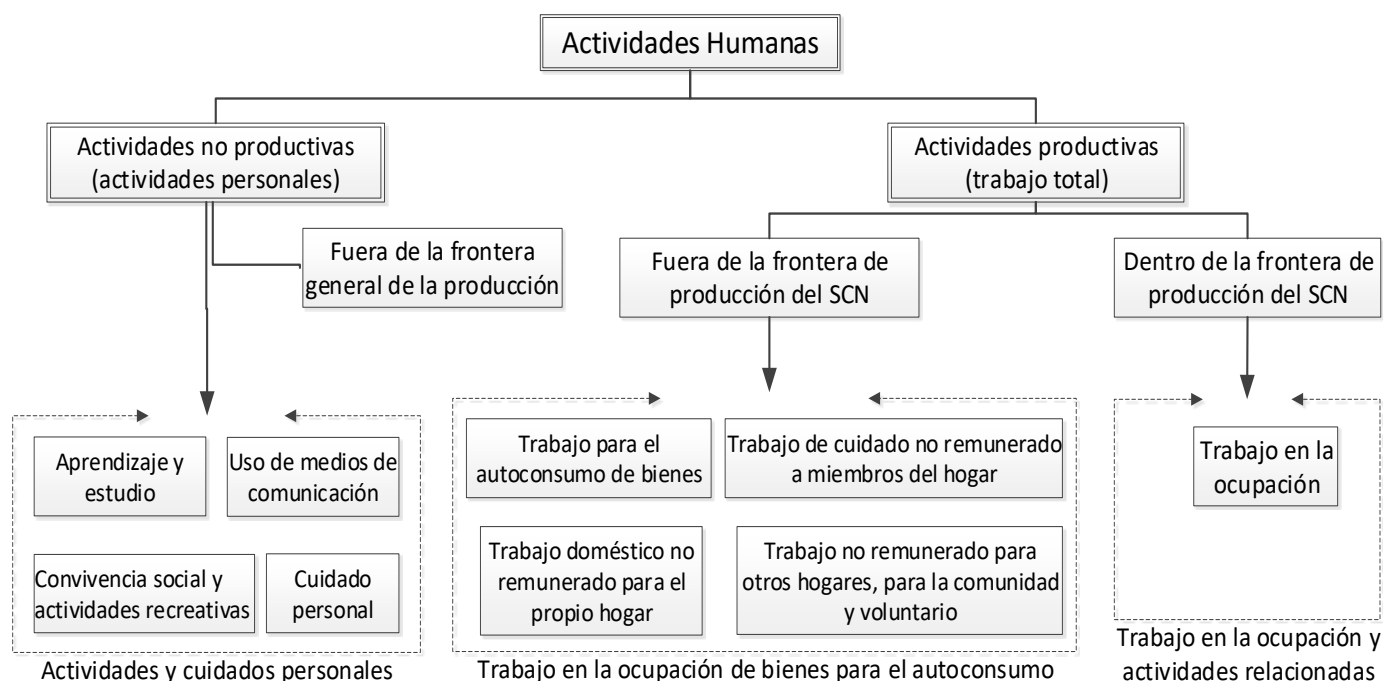 Actividades Humanas
Actividades no productivas
(actividades personales)
Actividades productivas
(trabajo total)
Fuera de la frontera
general de la producción
Fuera de la frontera de
producción del SCN
Dentro de la frontera de
producción del SCN
Aprendizaje y
estudio
Uso de medios de
comunicación
Convivencia social y
actividades recreativas
Cuidado
personal
Actividades y cuidados personales
Trabajo para el
autoconsumo de bienes
Trabajo de cuidado no remunerado
a miembros del hogar
Trabajo doméstico no
remunerado para el
propio hogar
Trabajo no remunerado para
otros hogares, para la comunidad
y voluntario
Trabajo en la ocupación de bienes para el autoconsumo
Trabajo en la
ocupación
Trabajo en la ocupación y
actividades relacionadas